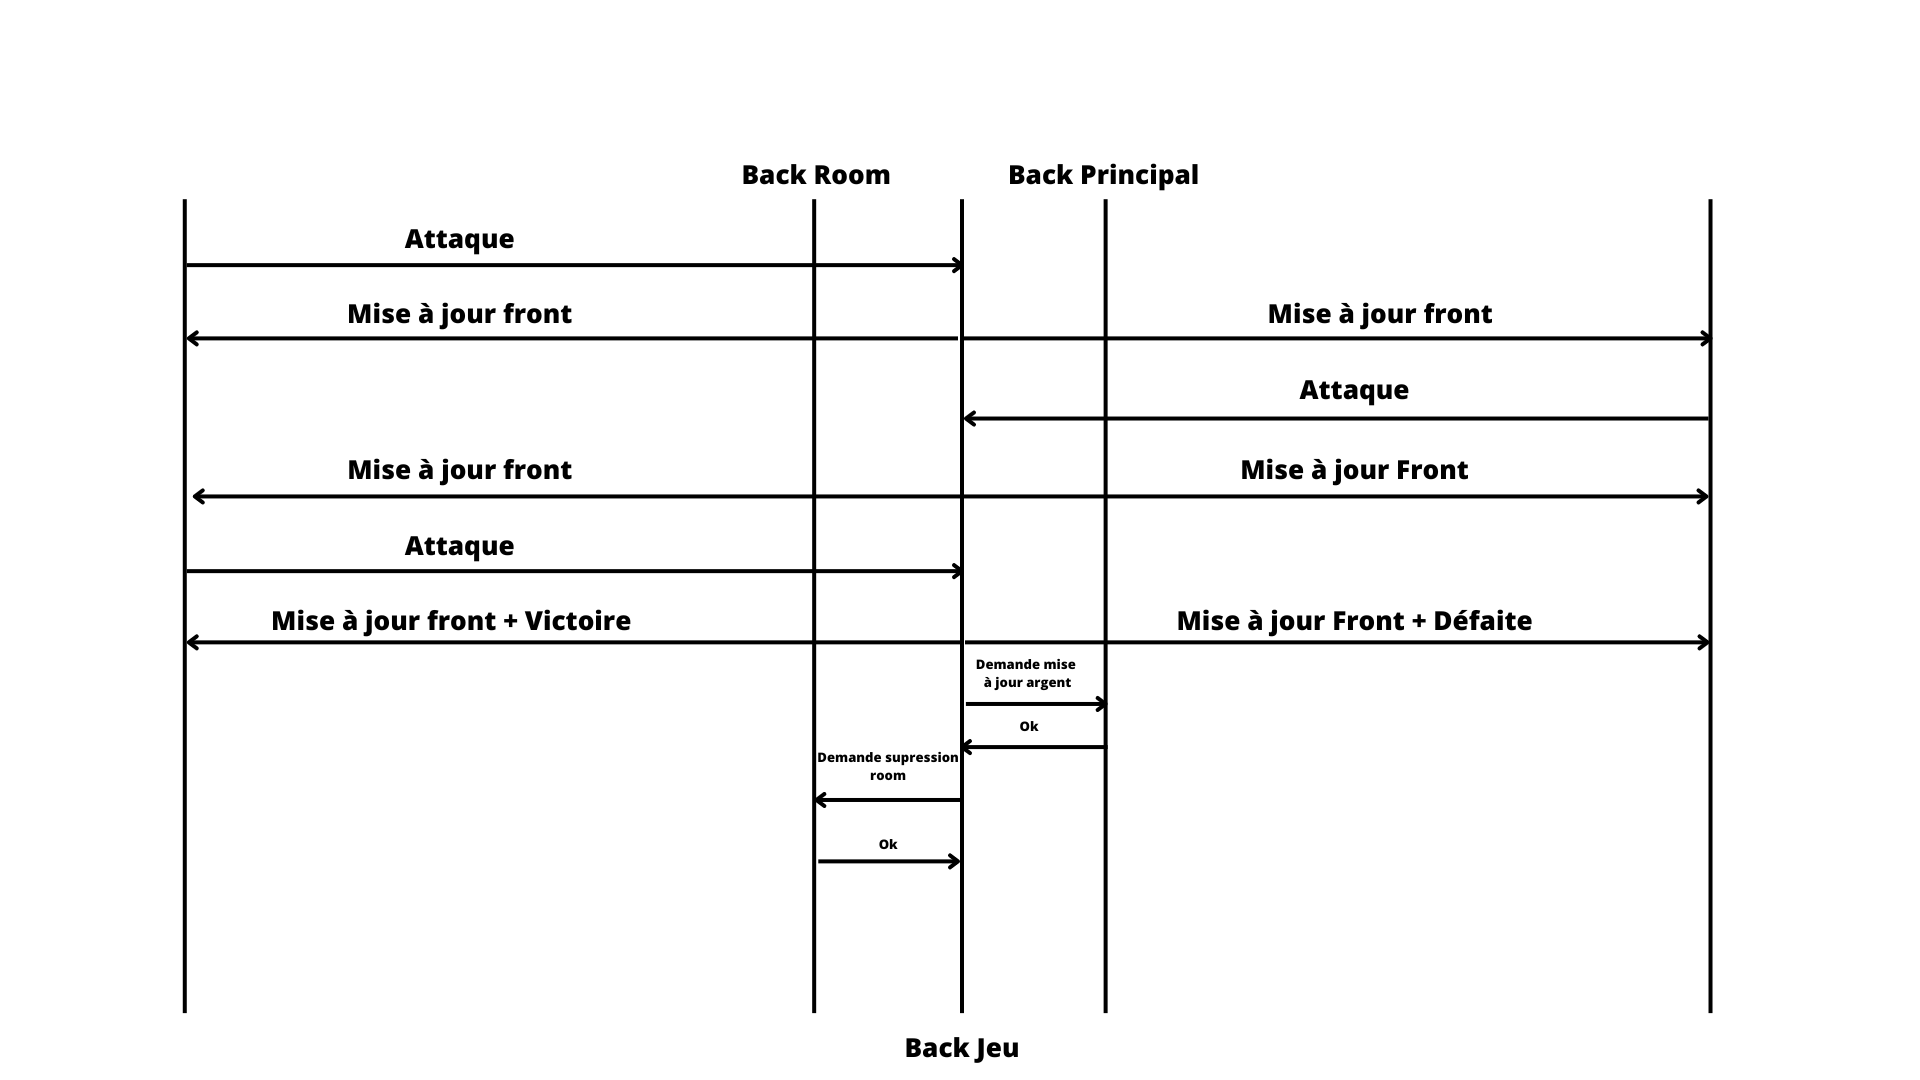 Back Room
Back Principal
Attaque
Mise à jour front
Mise à jour front
Attaque
Mise à jour front
Mise à jour Front
Attaque
Mise à jour front + Victoire
Mise à jour Front + Défaite
Demande mise
à jour argent
Ok
Demande supression
room
Ok
Back Jeu